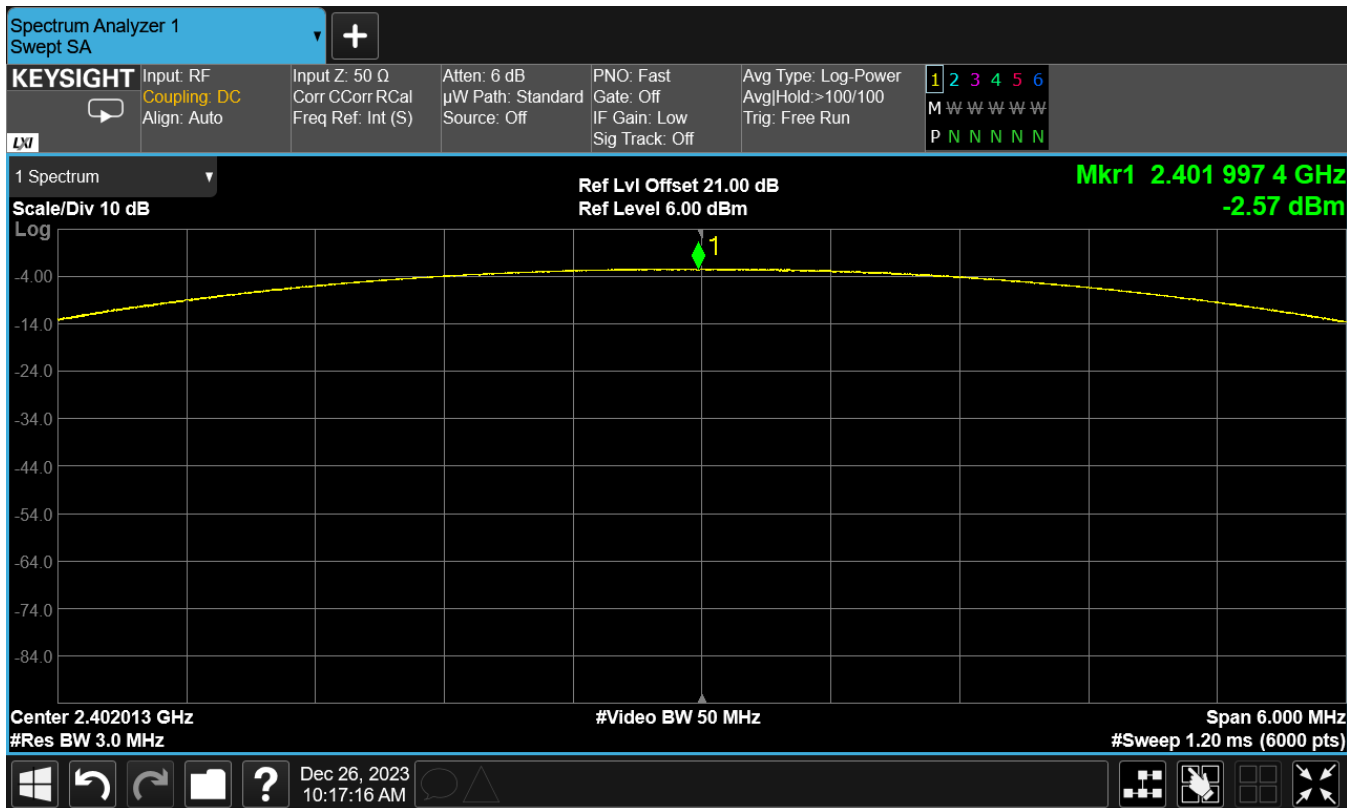 Spectrum Analyzer 1
Swept SA
KEYSIGHT
LXI
Input: RF
Coupling: DC
Align: Auto
Input Z: 50 Ω
Corr CCorr RCal
Freq Ref: Int (S)
Atten: 6 dB
µW Path: Standard
Source: Off
PNO: Fast
Gate: Off
IF Gain: Low
Sig Track: Off
Avg Type: Log-Power
Avg|Hold:>100/100
Trig: Free Run
1 2 3 4 5 6
M W W W W W
P N N N N N
1 Spectrum
Scale/Div 10 dB
Ref Lvl Offset 21.00 dB
Ref Level 6.00 dBm
Mkr1 2.401 997 4 GHz
-2.57 dBm
Log
1
-4.00
-14.0
-24.0
-34.0
-44.0
-54.0
-64.0
-74.0
-84.0
Center 2.402013 GHz
#Video BW 50 MHz
Span 6.000 MHz
#Res BW 3.0 MHz
#Sweep 1.20 ms (6000 pts)
?
Dec 26, 2023
10:17:16 AM